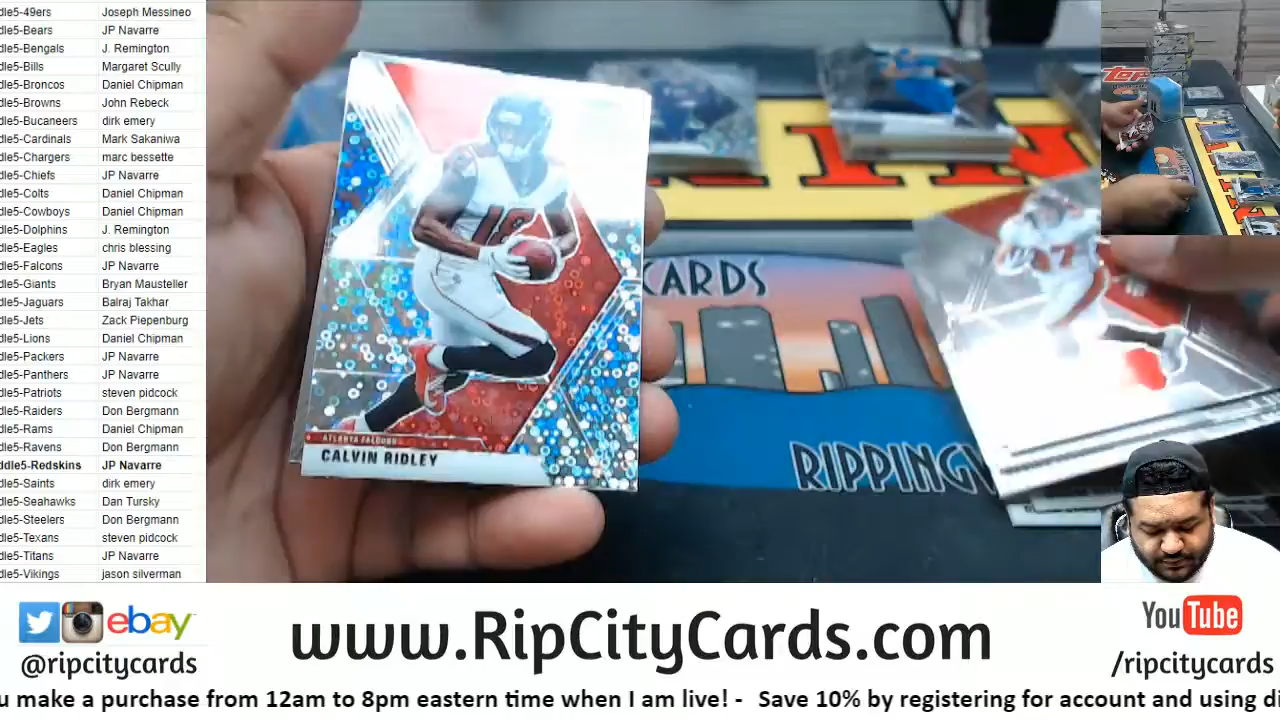 dle5-49ers Joseph Messineo
dle5-Bears JP Navarre
dle5-Bengals J. Remington
dle5-Bills Margaret Scully
dle5-Broncos Daniel Chipman
dle5-Browns John Rebeck
dle5-Bucaneers dirk emery
dle5-Cardinals Mark Sakaniwa
dle5-Chargers marc bessette
dle5-Chiefs JP Navarre
dle5-Colts Daniel Chipman
dle5-Cowboys Daniel Chipman
dle5-Dolphins J. Remington
dle5-Eagles chris blessing
dle5-Falcons JP Navarre
dle5-Giants Bryan Mausteller
dle5-Jaguars Balraj Takhar
dle5-Jets Zack Piepenburg
dle5-Lions Daniel Chipman
dle5-Packers JP Navarre
dle5-Panthers JP Navarre
dle5-Patriots steven pidcock
dle5-Raiders Don Bergmann
dle5-Rams Daniel Chipman
dle5-Ravens Don Bergmann
ddle5-Redskins JP Navarre
dle5-Saints dirk emery
dle5-Seahawks Dan Tursky
dle5-Steelers Don Bergmann
dle5-Texans steven pidcock
dle5-Titans JP Navarre
dle5-Vikings jason silverman
ATLANTA FALCONS
CALVIN RIDLEY
CARDS
RIPPING
TOPPS
ebay
@ripcitycards
www.RipCityCards.com
YouTube
/ripcitycards
u make a purchase from 12am to 8pm eastern time when I am live! - Save 10% by registering for account and using di